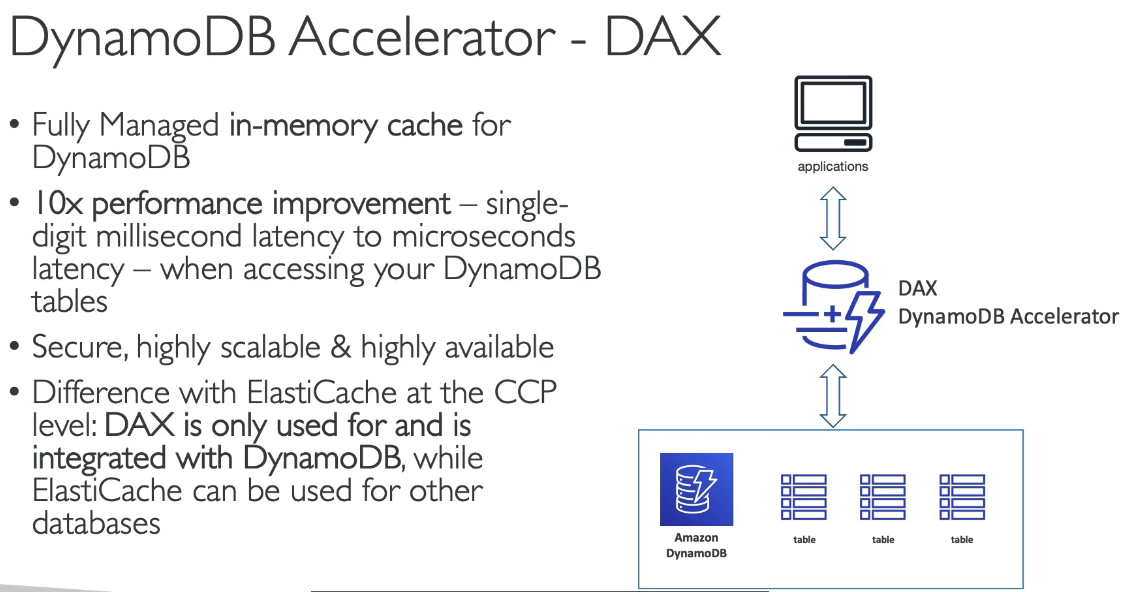 DynamoDB Accelerator - DAX
• Fully Managed in-memory cache for
DynamoDB
• 10x performance improvement – single-
digit millisecond latency to microseconds
latency – when accessing your DynamoDB
tables
• Secure, highly scalable & highly available
• Difference with ElastiCache at the CCP
level: DAX is only used for and is
integrated with DynamoDB, while
ElastiCache can be used for other
databases
applications
DAX
DynamoDB Accelerator
Amazon
DynamoDB
table
table
table